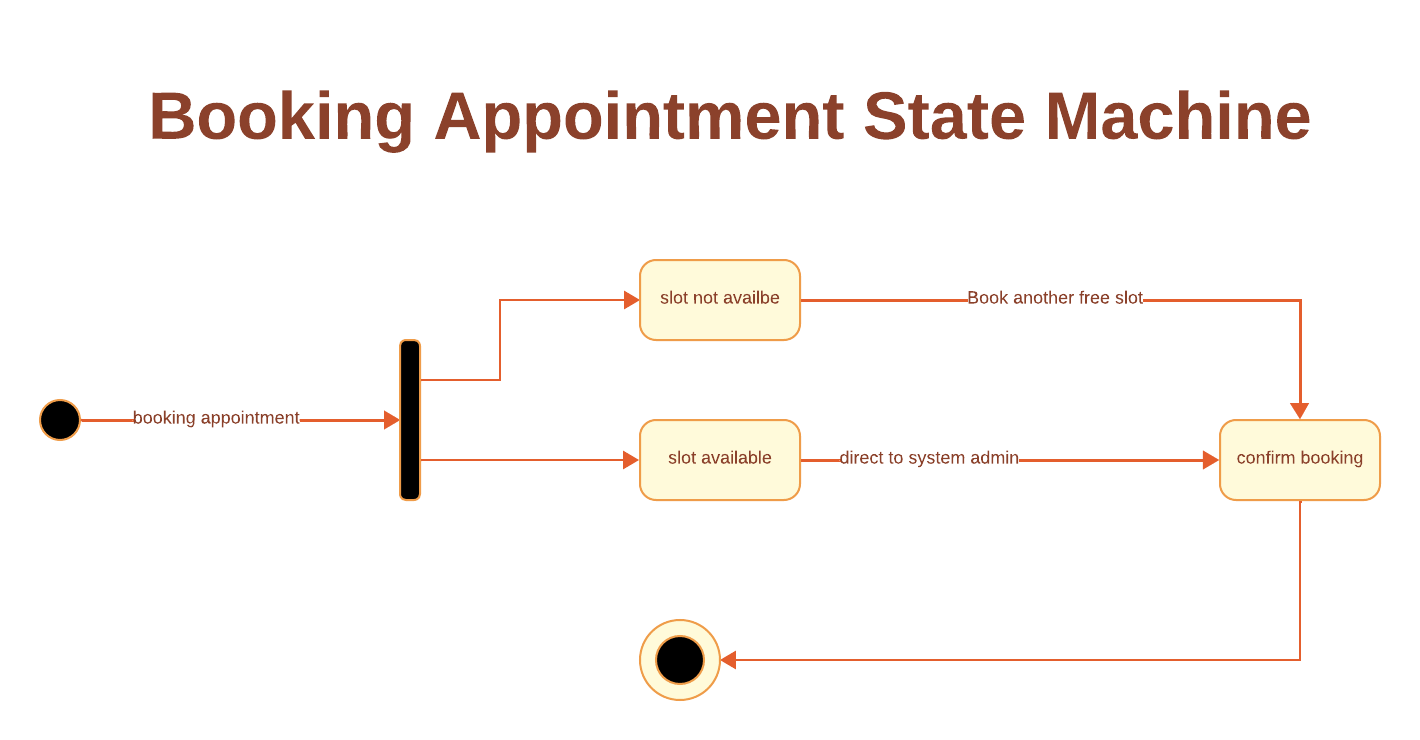 Booking Appointment State Machine
slot not availbe
Book another free slot
booking appointment
slot available
direct to system admin
confirm booking